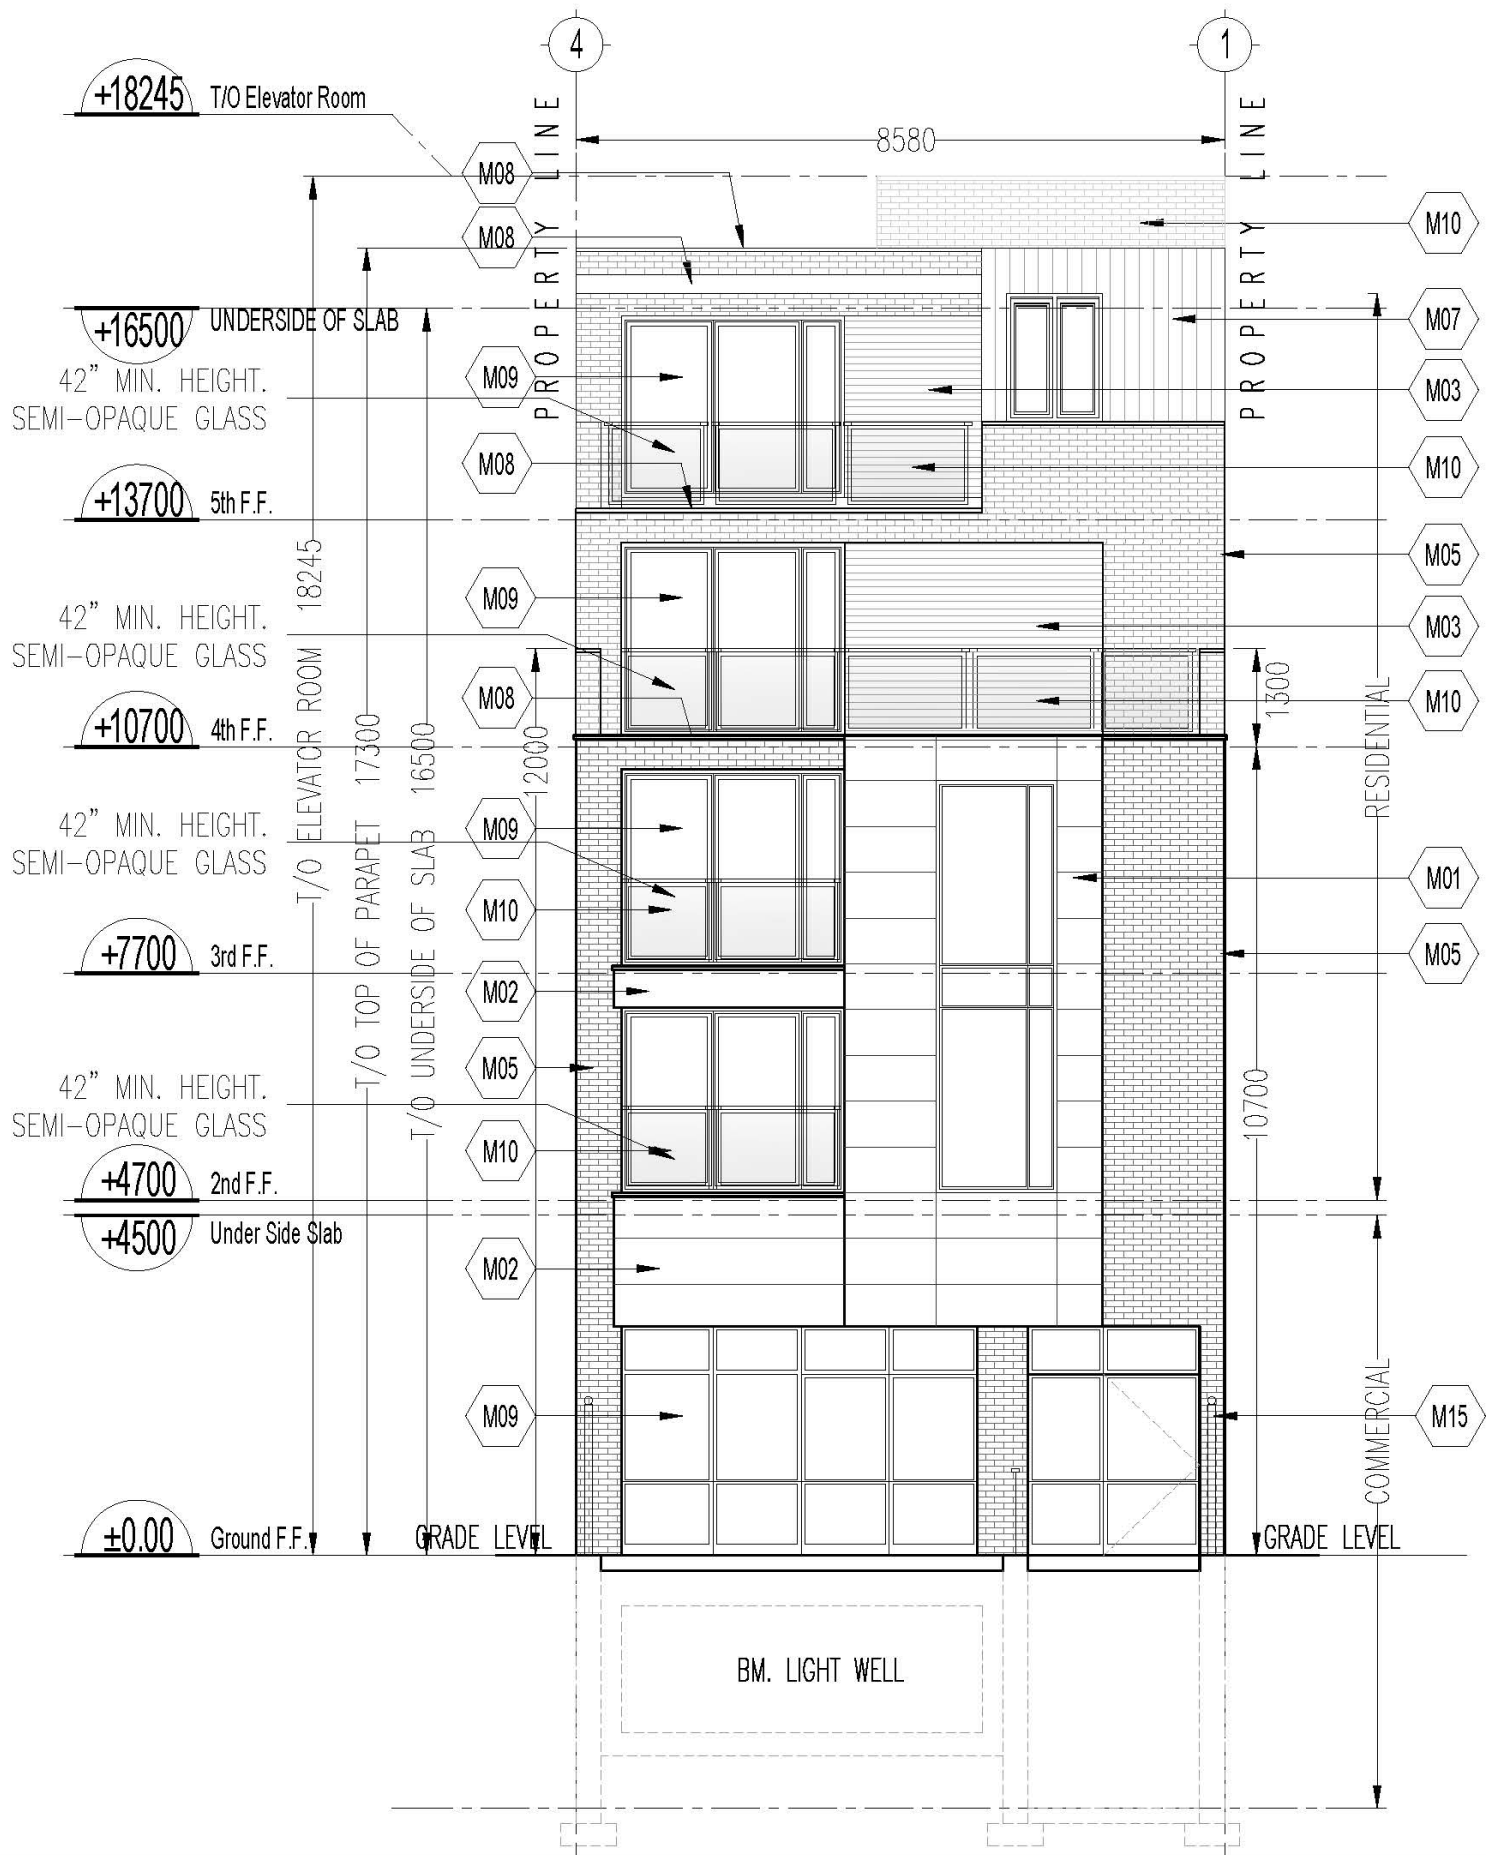 4
1
+18245 T/O Elevator Room
8580
PROPERTY LINE
PROPERTY LINE
M08
M08
M10
+16500 UNDERSIDE OF SLAB
M07
42” MIN. HEIGHT.
SEMI-OPAQUE GLASS
M09
M03
M08
M10
+13700 5th F.F.
M05
42” MIN. HEIGHT.
SEMI-OPAQUE GLASS
M09
M03
M08
M10
+10700 4th F.F.
1300
T/O ELEVATOR ROOM 18245
T/O TOP OF PARAPET 17300
T/O UNDERSIDE OF SLAB 16500
12000
RESIDENTIAL
42” MIN. HEIGHT.
SEMI-OPAQUE GLASS
M09
M01
M10
+7700 3rd F.F.
M05
M02
M05
10700
42” MIN. HEIGHT.
SEMI-OPAQUE GLASS
M10
+4700 2nd F.F.
+4500 Under Side Slab
M02
M09
COMMERCIAL
M15
±0.00 Ground F.F.
GRADE LEVEL
GRADE LEVEL
BM. LIGHT WELL